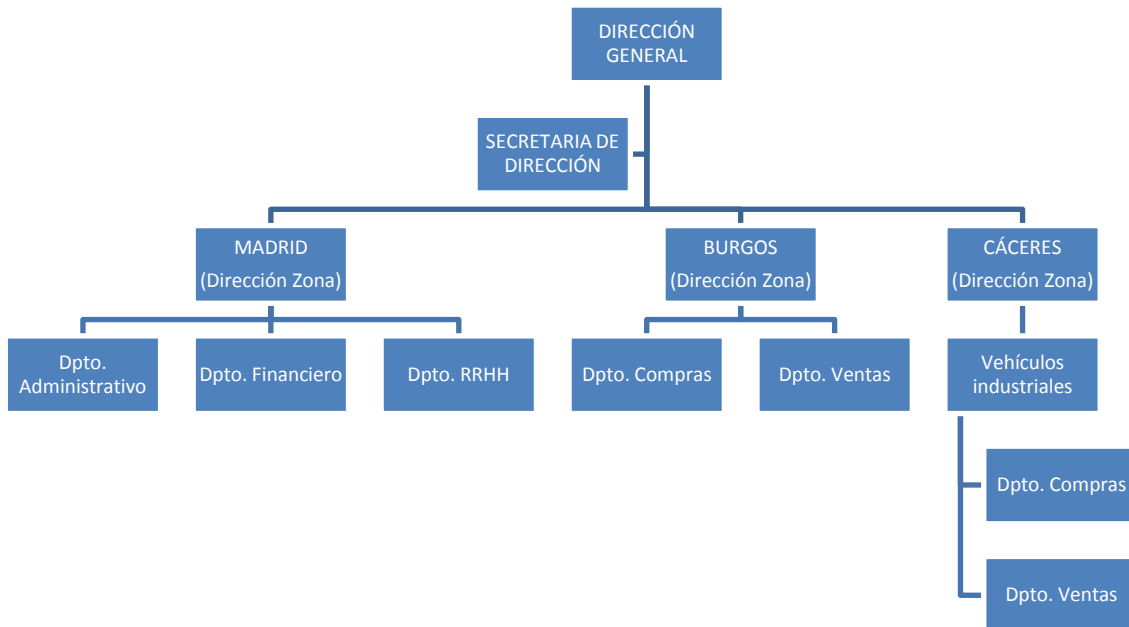 DIRECCIÓN
GENERAL
SECRETARIA DE
DIRECCIÓN
MADRID
(Dirección Zona)
BURGOS
(Dirección Zona)
CÁCERES
(Dirección Zona)
Dpto.
Administrativo
Dpto. Financiero
Dpto. RRHH
Dpto. Compras
Dpto. Ventas
Vehículos
industriales
Dpto. Compras
Dpto. Ventas